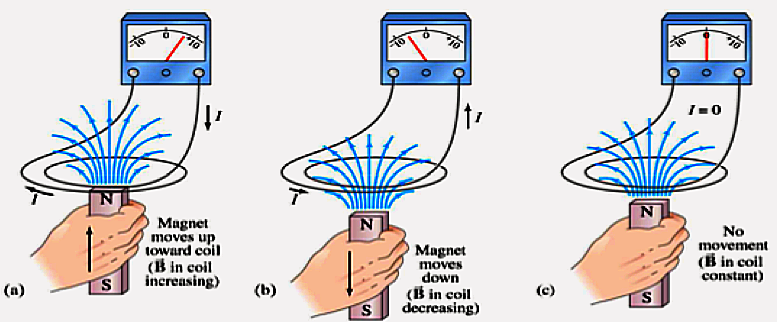 -10 0 +10
I
I
N
S
Magnet
moves up
toward coil
(B⃗ in coil
increasing)
(a)
-10 0 +10
I
I
N
S
Magnet
moves
down
(B⃗ in coil
decreasing)
(b)
-10 0 +10
I = 0
N
S
No
movement
(B⃗ in coil
constant)
(c)